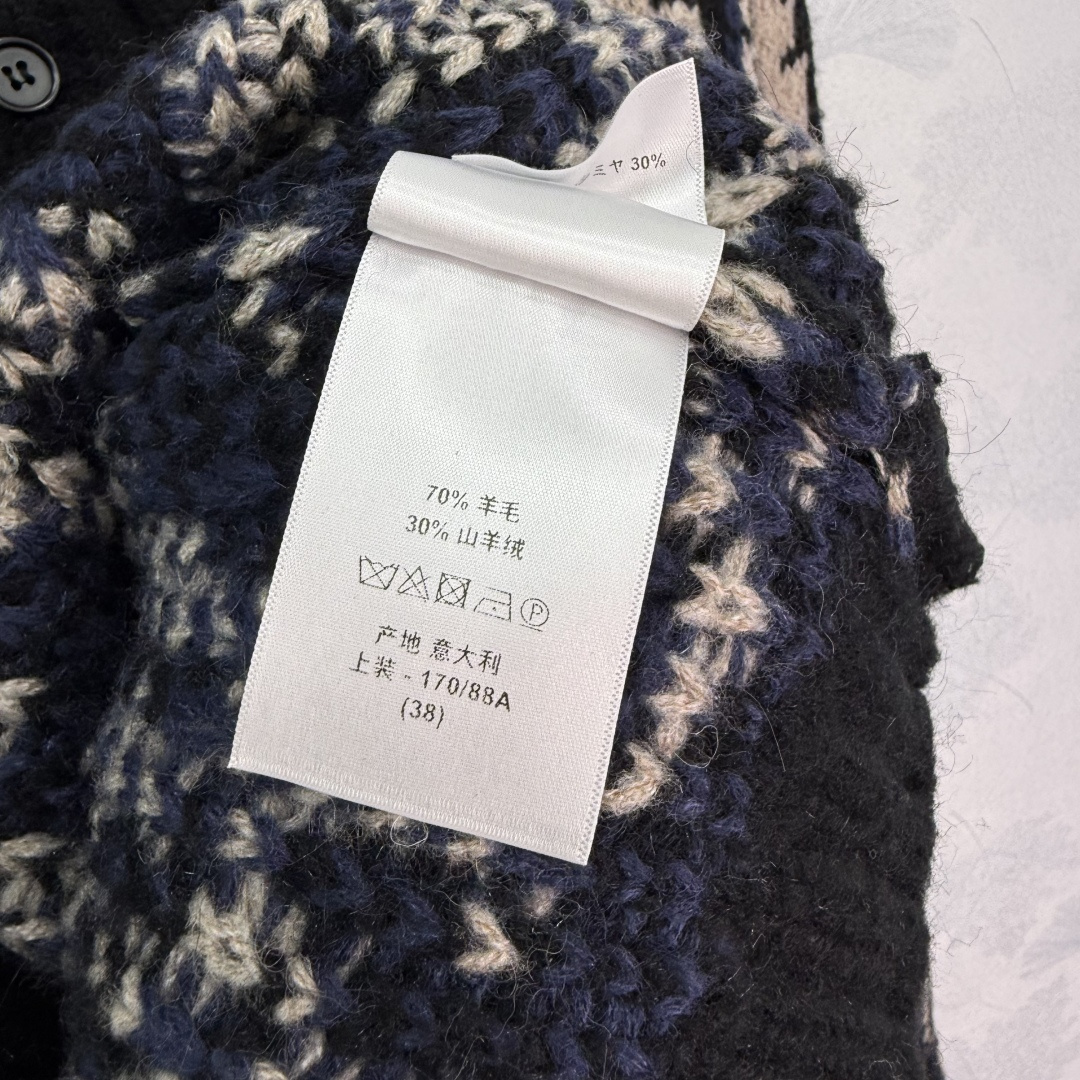 ミヤ 30%
70% 羊毛
30% 山羊绒
P
产地 意大利
上装 - 170/88A
(38)